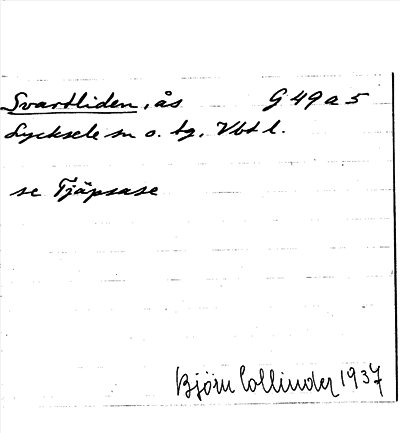 Svartliden, ås G 49 a 5
Lycksele sn o. tg, Vbtl.
se Tjäpsase
Björn Collinder 1937